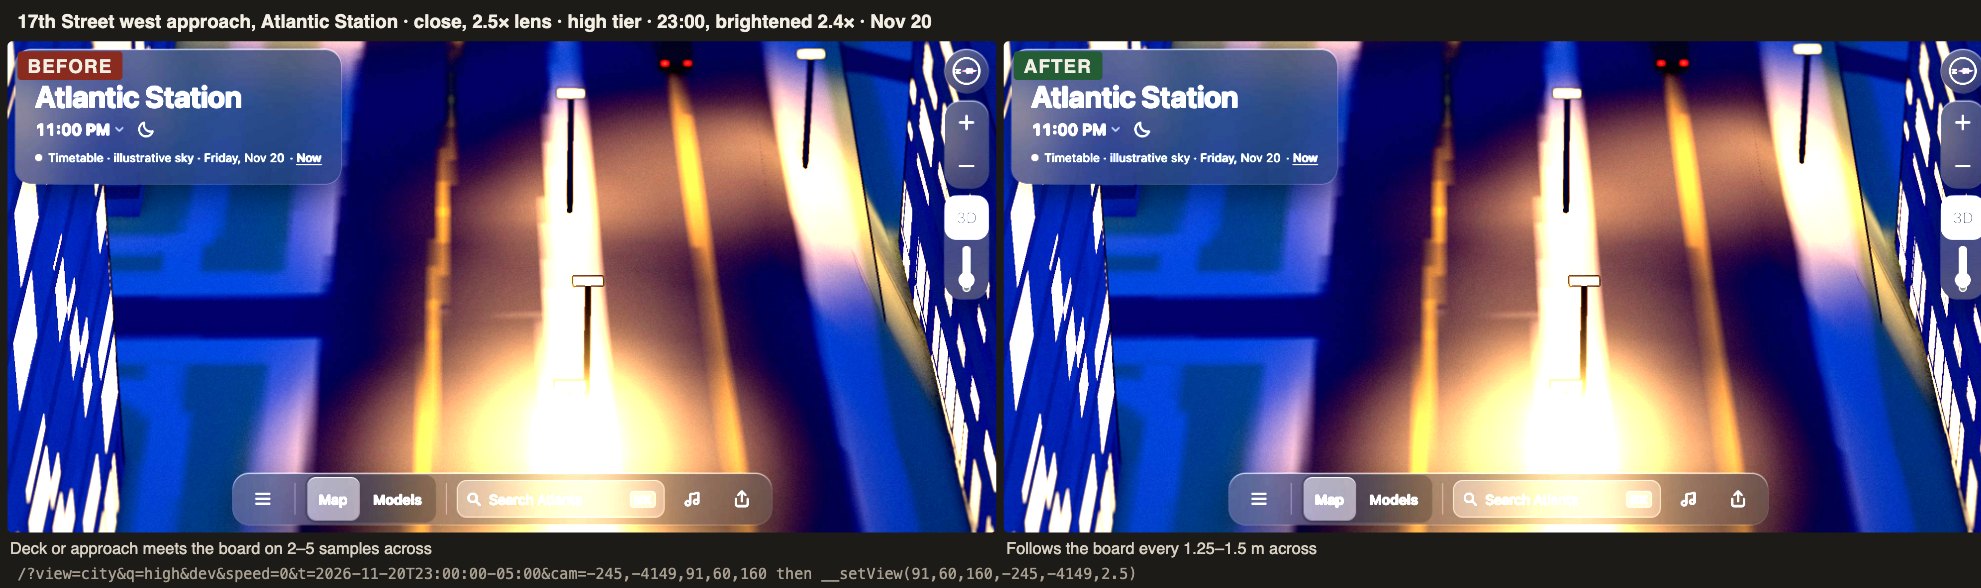 17th Street west approach, Atlantic Station · close, 2.5× lens · high tier · 23:00, brightened 2.4× · Nov 20
BEFORE
Atlantic Station
11:00 PM
Timetable · illustrative sky · Friday, Nov 20 · Now
3D
Map
Models
Search
Deck or approach meets the board on 2–5 samples across
AFTER
Atlantic Station
11:00 PM
Timetable · illustrative sky · Friday, Nov 20 · Now
3D
Map
Models
Search
Follows the board every 1.25–1.5 m across
/?view=city&q=high&dev&speed=0&t=2026-11-20T23:00:00-05:00&cam=-245,-4149,91,60,160 then __setView(91,60,160,-245,-4149,2.5)